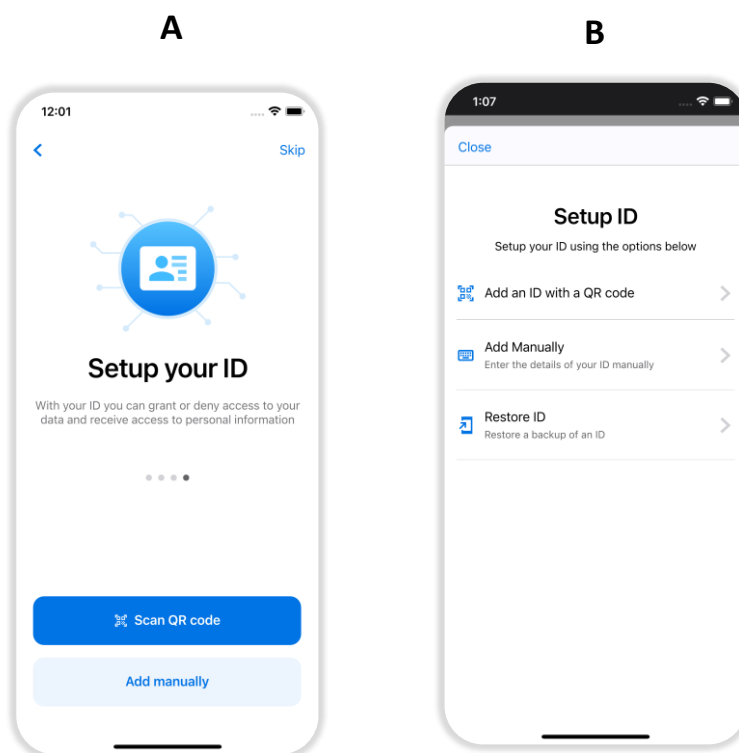 A
B
12:01
Skip
Setup your ID
With your ID you can grant or deny access to your
data and receive access to personal information
Scan QR code
Add manually
1:07
Close
Setup ID
Setup your ID using the options below
Add an ID with a QR code
Add Manually
Enter the details of your ID manually
Restore ID
Restore a backup of an ID